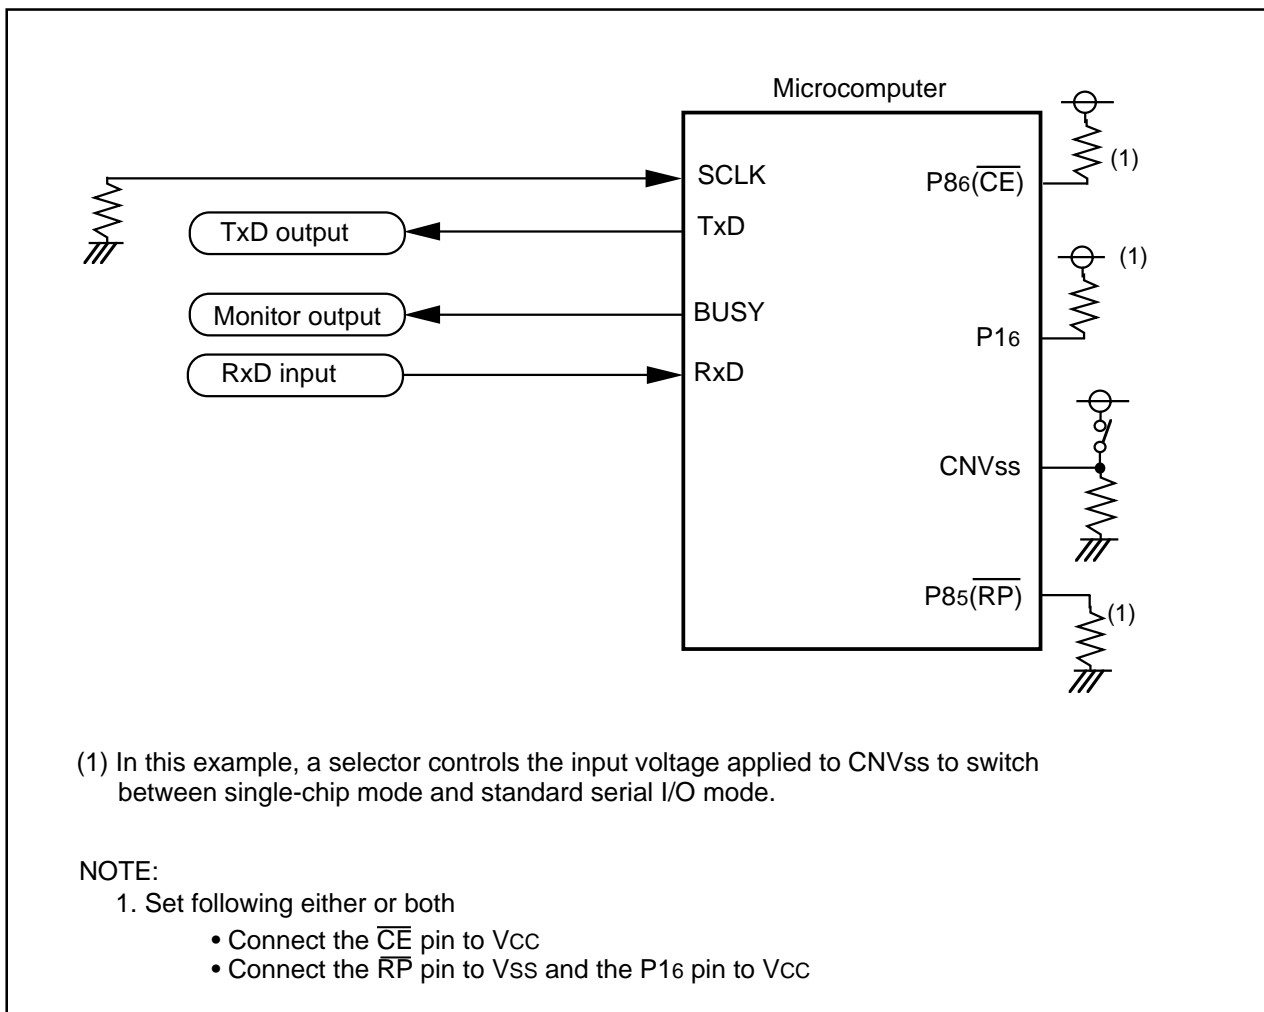 Microcomputer
SCLK
P86(CE)
(1)
TxD output
TxD
(1)
Monitor output
BUSY
P16
RxD input
RxD
CNVss
P85(RP)
(1)
(1) In this example, a selector controls the input voltage applied to CNVss to switch
between single-chip mode and standard serial I/O mode.
NOTE:
1. Set following either or both
• Connect the CE pin to VCC
• Connect the RP pin to VSS and the P16 pin to VCC